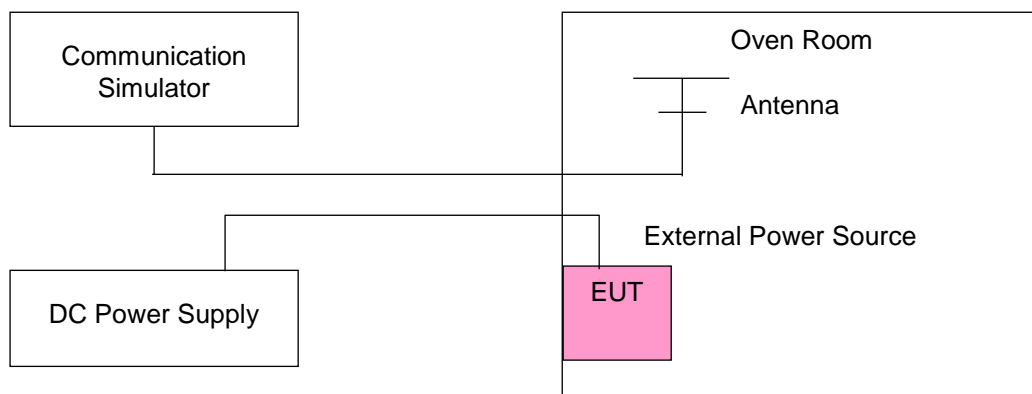 Communication
Simulator
Oven Room
Antenna
External Power Source
DC Power Supply
EUT